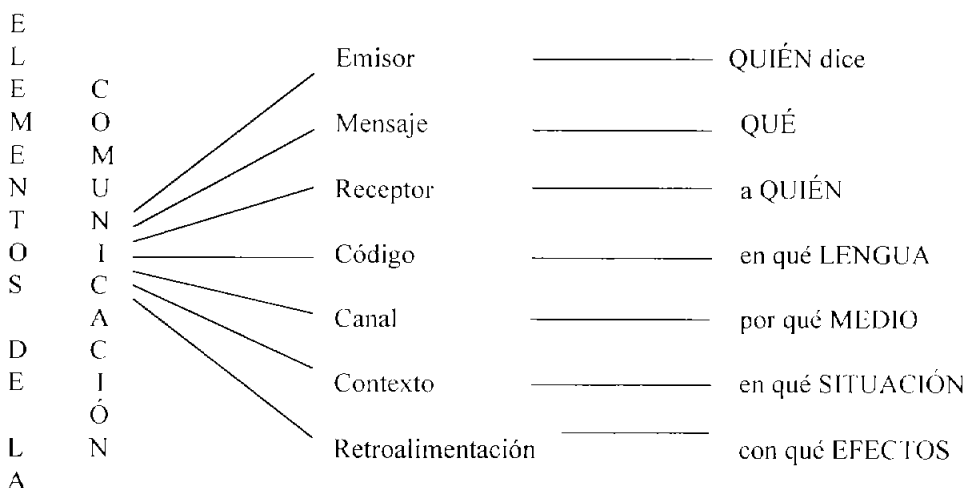 ELEMENTOS DE LA
COMUNICACIÓN
Emisor QUIÉN dice
Mensaje QUÉ
Receptor a QUIÉN
Código en qué LENGUA
Canal por qué MEDIO
Contexto en qué SITUACIÓN
Retroalimentación con qué EFECTOS